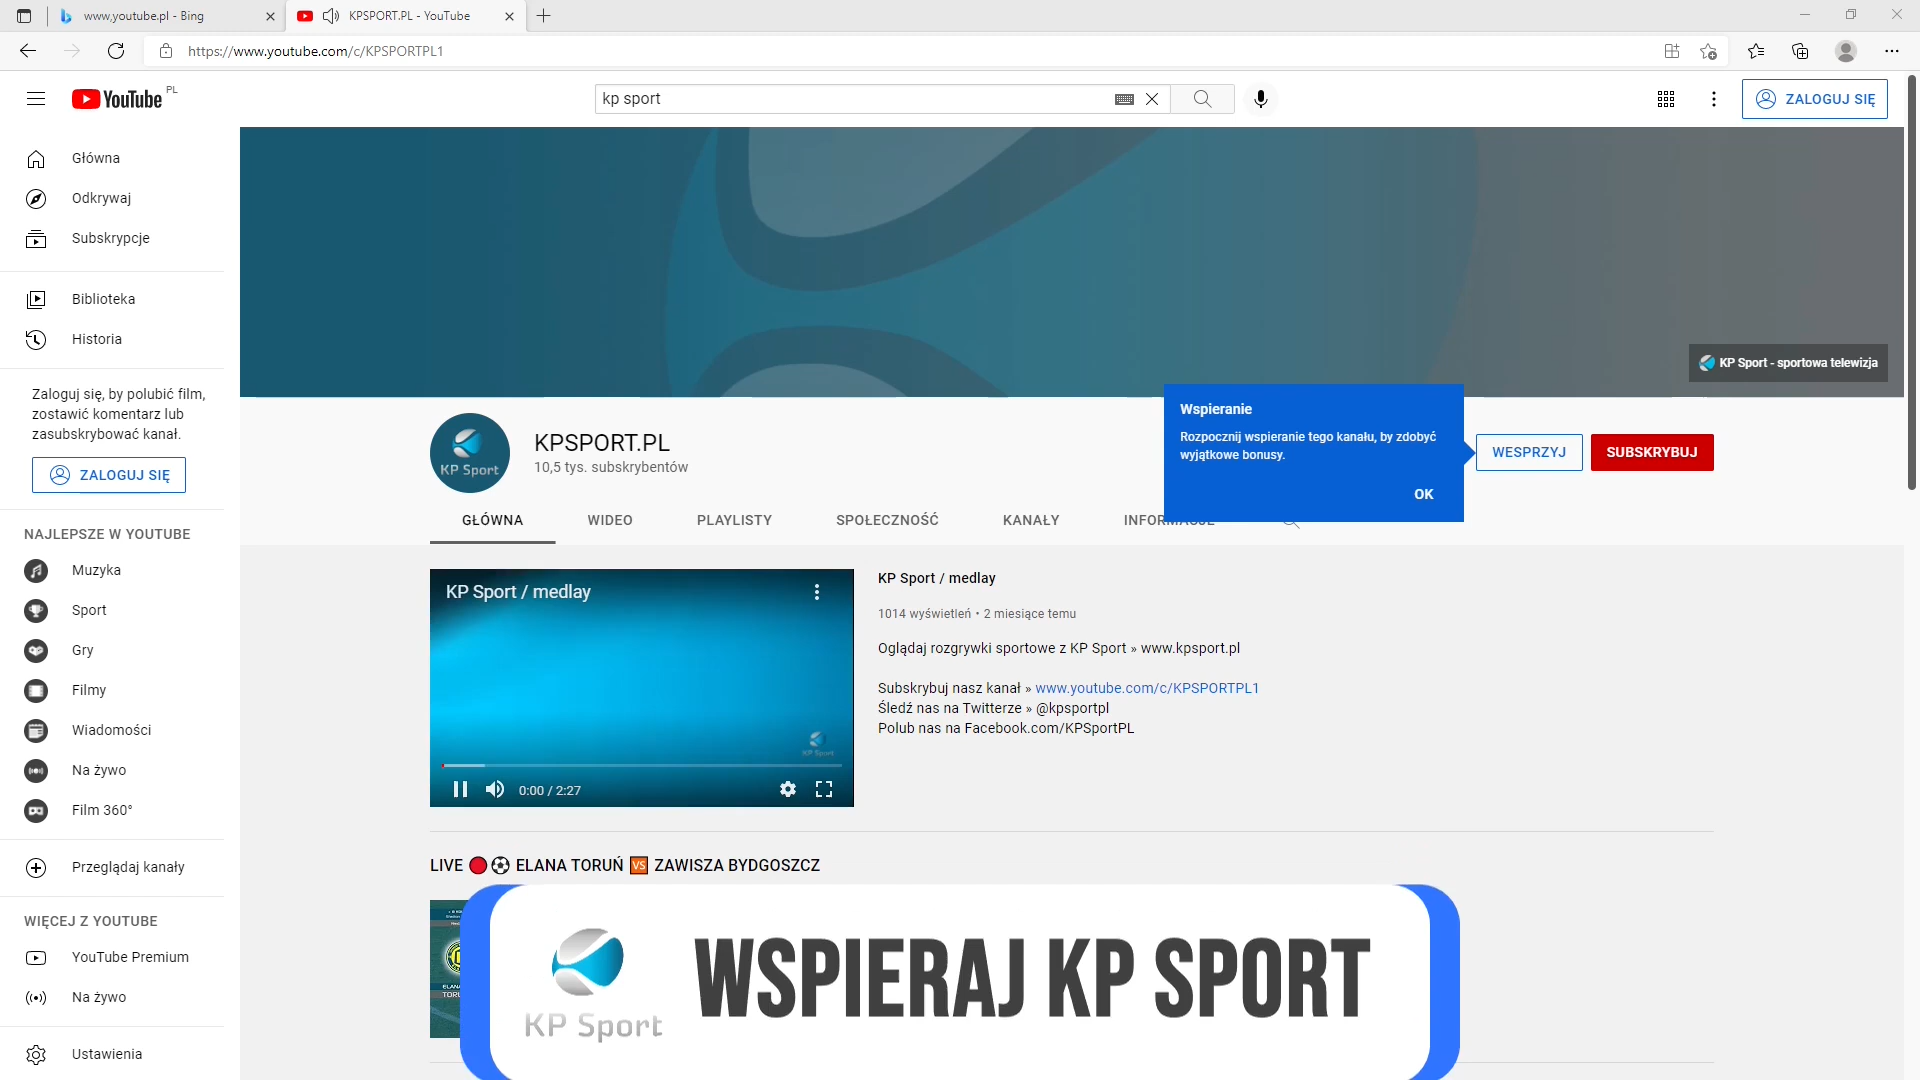 www.youtube.pl - Bing
KPSPORT.PL - YouTube
https://www.youtube.com/c/KPSPORTPL1
YouTube PL
kp sport
ZALOGUJ SIĘ
Główna
Odkrywaj
Subskrypcje
Biblioteka
Historia
Zaloguj się, by polubić film,
zostawić komentarz lub
zasubskrybować kanał.
ZALOGUJ SIĘ
NAJLEPSZE W YOUTUBE
Muzyka
Sport
Gry
Filmy
Wiadomości
Na żywo
Film 360°
Przeglądaj kanały
WIĘCEJ Z YOUTUBE
YouTube Premium
Na żywo
Ustawienia
KP Sport - sportowa telewizja
KP Sport
KPSPORT.PL
10,5 tys. subskrybentów
Wspieranie
Rozpocznij wspieranie tego kanału, by zdobyć
wyjątkowe bonusy.
OK
WESPRZYJ
SUBSKRYBUJ
GŁÓWNA
WIDEO
PLAYLISTY
SPOŁECZNOŚĆ
KANAŁY
INFORMACJE
KP Sport / medlay
KP Sport
0:00 / 2:27
KP Sport / medlay
1014 wyświetleń • 2 miesiące temu
Oglądaj rozgrywki sportowe z KP Sport » www.kpsport.pl
Subskrybuj nasz kanał » www.youtube.com/c/KPSPORTPL1
Śledź nas na Twitterze » @kpsportpl
Polub nas na Facebook.com/KPSportPL
LIVE 🔴⚽ ELANA TORUŃ 🆚 ZAWISZA BYDGOSZCZ
KP Sport
WSPIERAJ KP SPORT